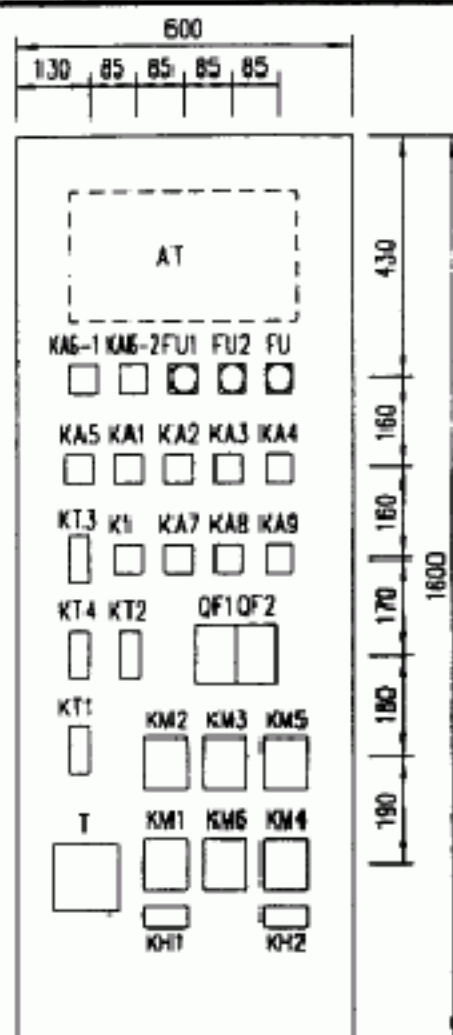 600
130 85 85 85 85
AT
430
KA6-1 KA6-2 FU1 FU2 FU
160
KA5 KA1 KA2 KA3 KA4
160
KT3 K1 KA7 KA8 KA9
1600
170
KT4 KT2 QF1 QF2
180
KT1 KM2 KM3 KM5
190
T KM1 KM6 KM4
KH1 KH2